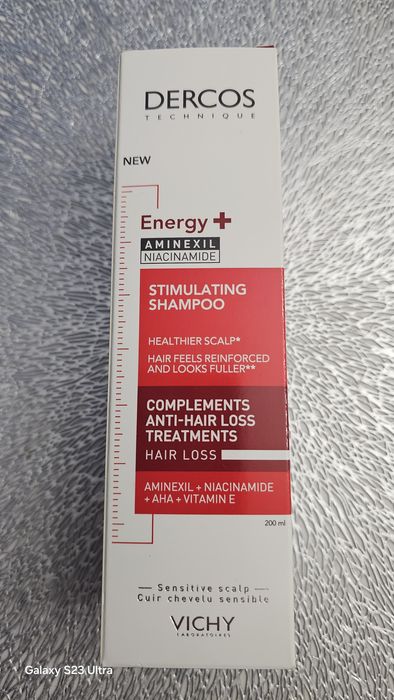 DERCOS
TECHNIQUE
NEW
Energy +
AMINEXIL
NIACINAMIDE
STIMULATING
SHAMPOO
HEALTHIER SCALP*
HAIR FEELS REINFORCED
AND LOOKS FULLER**
COMPLEMENTS
ANTI-HAIR LOSS
TREATMENTS
HAIR LOSS
AMINEXIL + NIACINAMIDE
+ AHA + VITAMIN E
200 ml
Sensitive scalp
Cuir chevelu sensible
VICHY
LABORATOIRES
Galaxy S23 Ultra